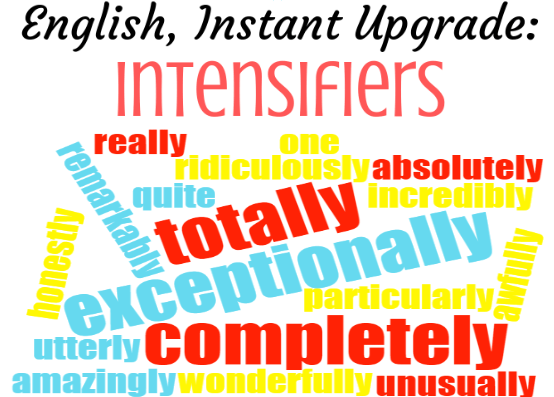 English, Instant Upgrade:
INTENSIFIERS
really
one
remarkably
ridiculously
absolutely
quite
totally
incredibly
honestly
exceptionally
awfully
particularly
utterly
completely
amazingly
wonderfully
unusually